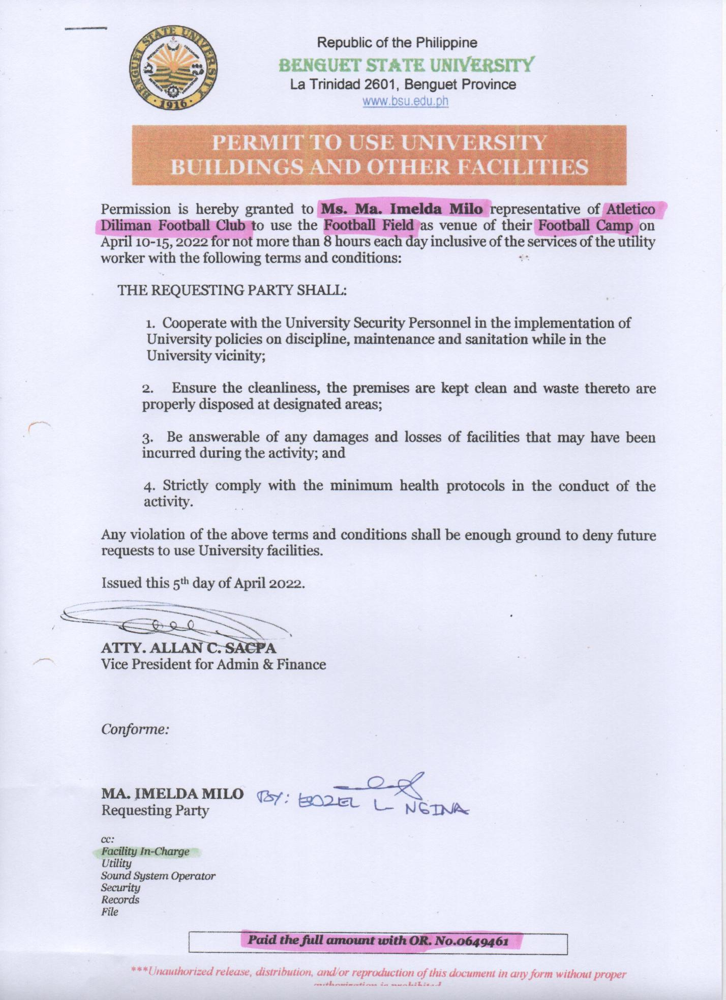 BENGUET STATE UNIVERSITY
· 1916 ·
Republic of the Philippine
BENGUET STATE UNIVERSITY
La Trinidad 2601, Benguet Province
www.bsu.edu.ph
PERMIT TO USE UNIVERSITY
BUILDINGS AND OTHER FACILITIES
Permission is hereby granted to Ms. Ma. Imelda Milo representative of Atletico
Diliman Football Club to use the Football Field as venue of their Football Camp on
April 10-15, 2022 for not more than 8 hours each day inclusive of the services of the utility
worker with the following terms and conditions:
THE REQUESTING PARTY SHALL:
1. Cooperate with the University Security Personnel in the implementation of
University policies on discipline, maintenance and sanitation while in the
University vicinity;
2. Ensure the cleanliness, the premises are kept clean and waste thereto are
properly disposed at designated areas;
3. Be answerable of any damages and losses of facilities that may have been
incurred during the activity; and
4. Strictly comply with the minimum health protocols in the conduct of the
activity.
Any violation of the above terms and conditions shall be enough ground to deny future
requests to use University facilities.
Issued this 5th day of April 2022.
ATTY. ALLAN C. SACPA
Vice President for Admin & Finance
Conforme:
MA. IMELDA MILO BY: EOZEL L NGINA
Requesting Party
cc:
Facility In-Charge
Utility
Sound System Operator
Security
Records
File
Paid the full amount with OR. No.0649461
***Unauthorized release, distribution, and/or reproduction of this document in any form without proper
authorization is prohibited